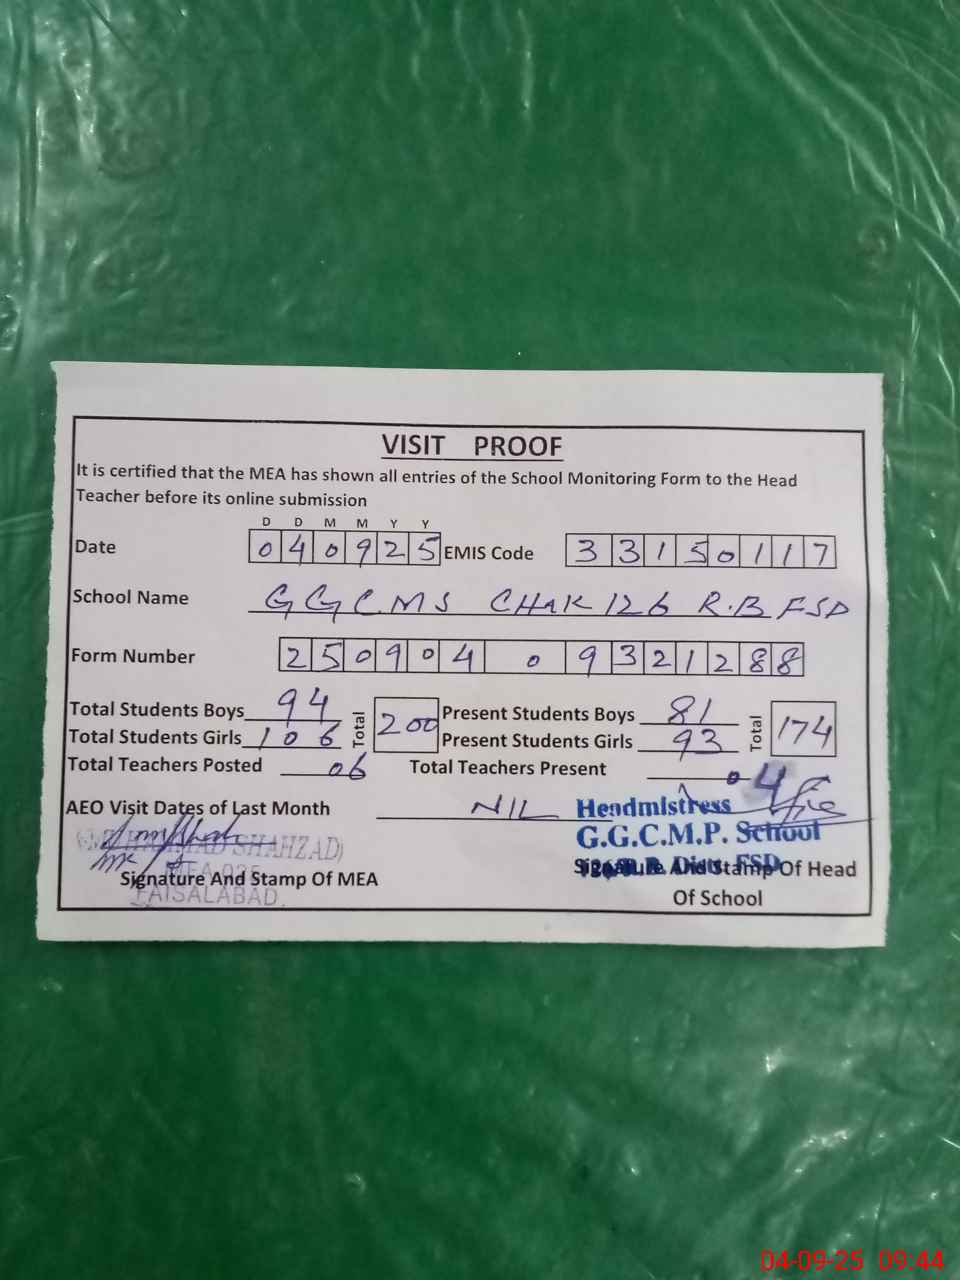 VISIT PROOF
It is certified that the MEA has shown all entries of the School Monitoring Form to the Head
Teacher before its online submission
D D M M Y Y
Date 0 4 0 9 2 5 EMIS Code 3 3 1 5 0 1 1 7
School Name GGCMS CHAK 126 R.B FSD
Form Number 2 5 0 9 0 4 0 9 3 2 1 2 8 8
Total Students Boys 94 Total 200 Present Students Boys 81 Total 174
Total Students Girls 106 Present Students Girls 93
Total Teachers Posted 06 Total Teachers Present 04
AEO Visit Dates of Last Month NIL Headmistress
SHAHZAD) G.G.C.M.P. School
Signature And Stamp Of MEA Signature And Stamp Of Head
FAISALABAD. Of School
04-09-25 09:44